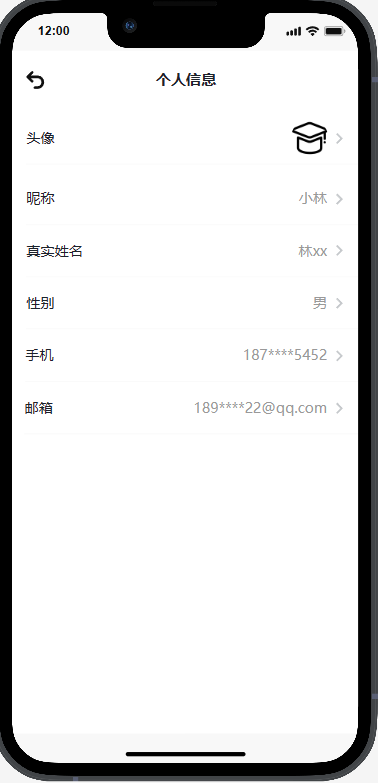 12:00
个人信息
头像
昵称 小林
真实姓名 林xx
性别 男
手机 187****5452
邮箱 189****22@qq.com